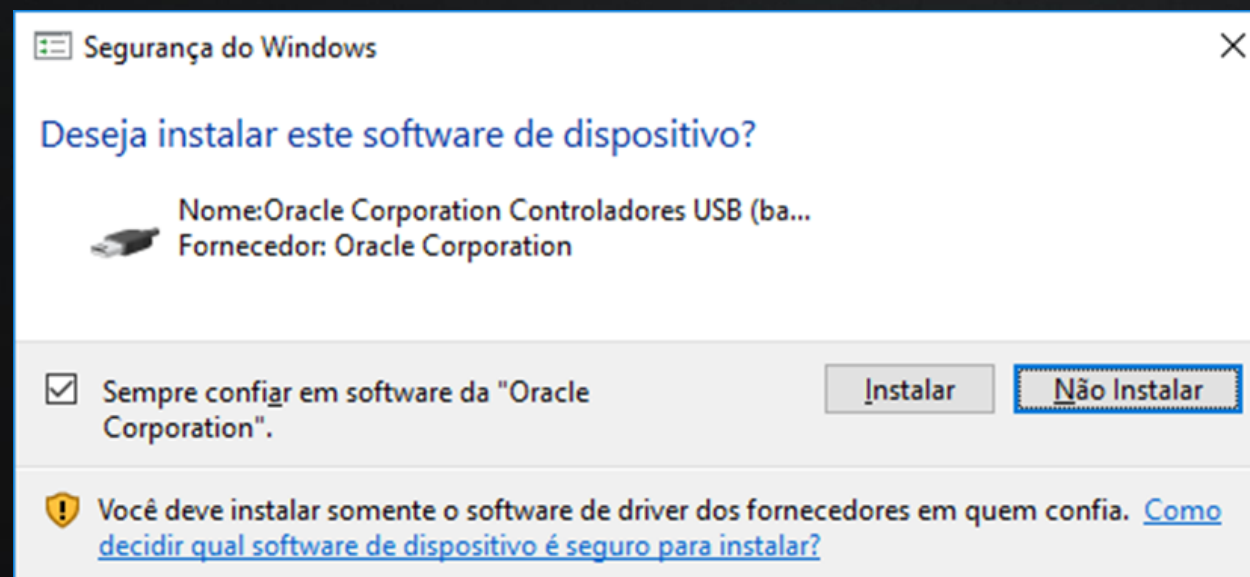 Segurança do Windows
Deseja instalar este software de dispositivo?
Nome:Oracle Corporation Controladores USB (ba...
Fornecedor: Oracle Corporation
Sempre confiar em software da "Oracle
Corporation".
Instalar
Não Instalar
Você deve instalar somente o software de driver dos fornecedores em quem confia. Como
decidir qual software de dispositivo é seguro para instalar?